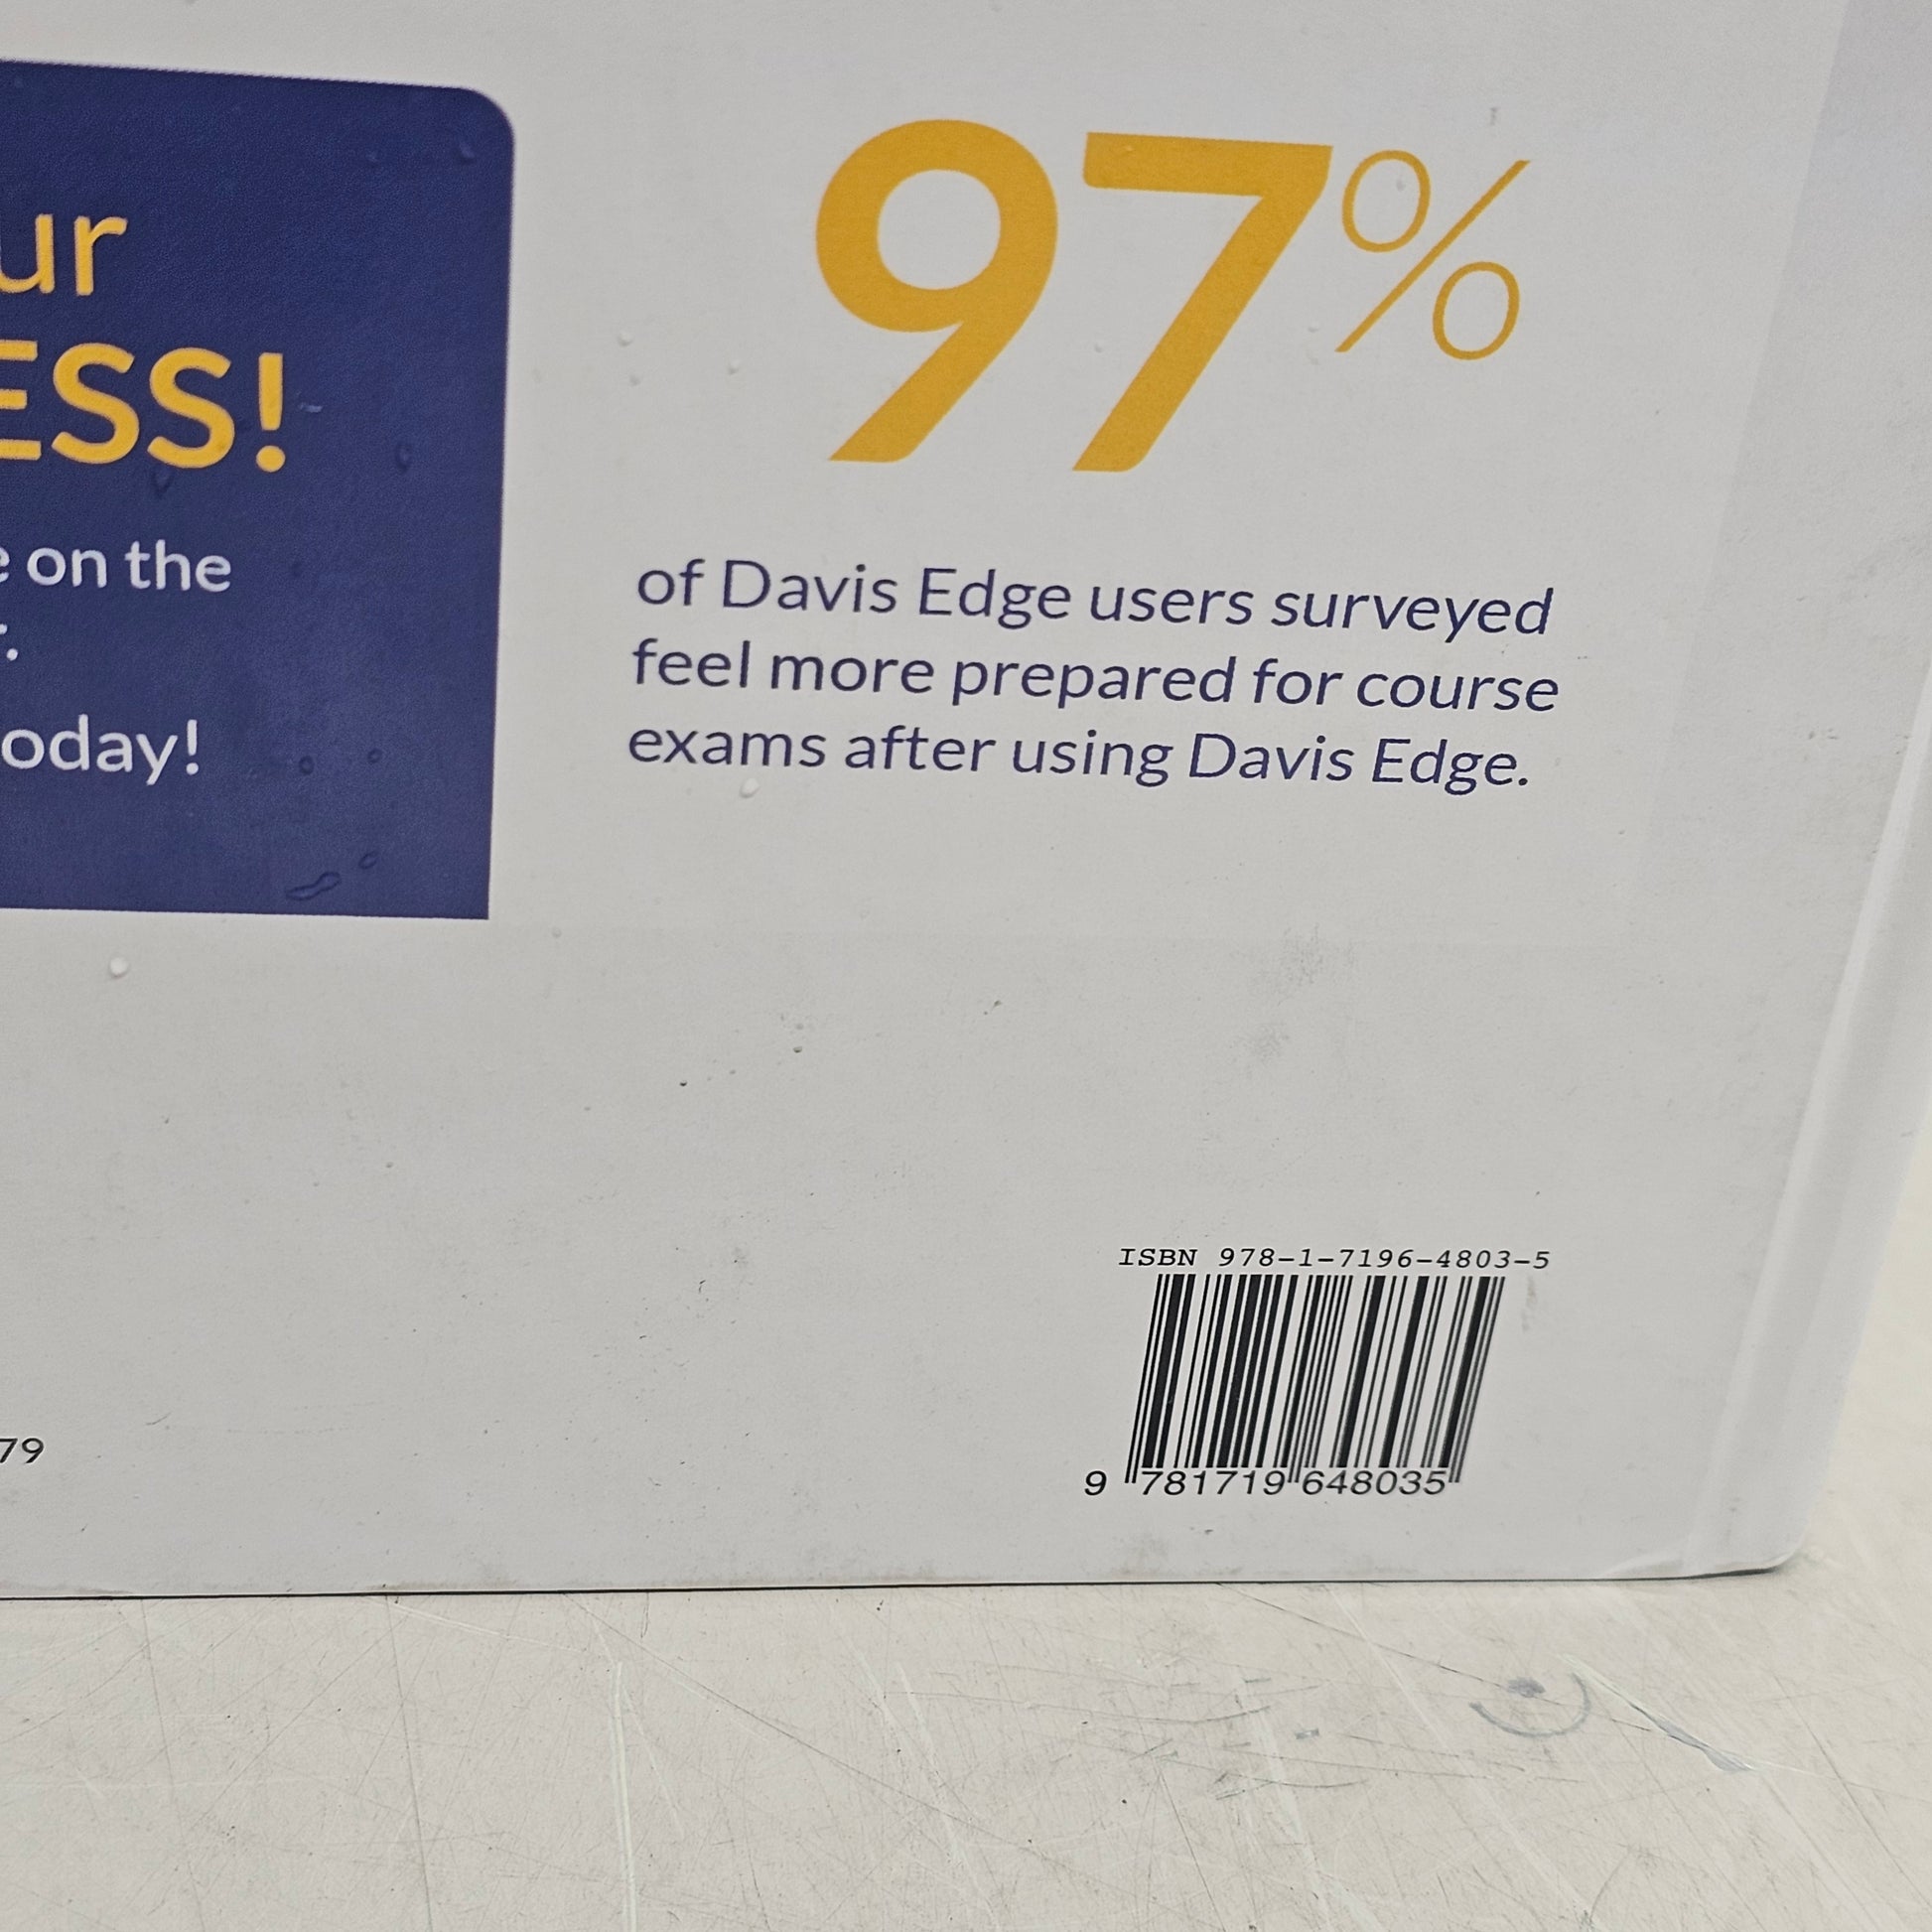 ur
ESS!
e on the
r.
oday!
97%
of Davis Edge users surveyed
feel more prepared for course
exams after using Davis Edge.
ISBN 978-1-7196-4803-5
9 781719 648035
79